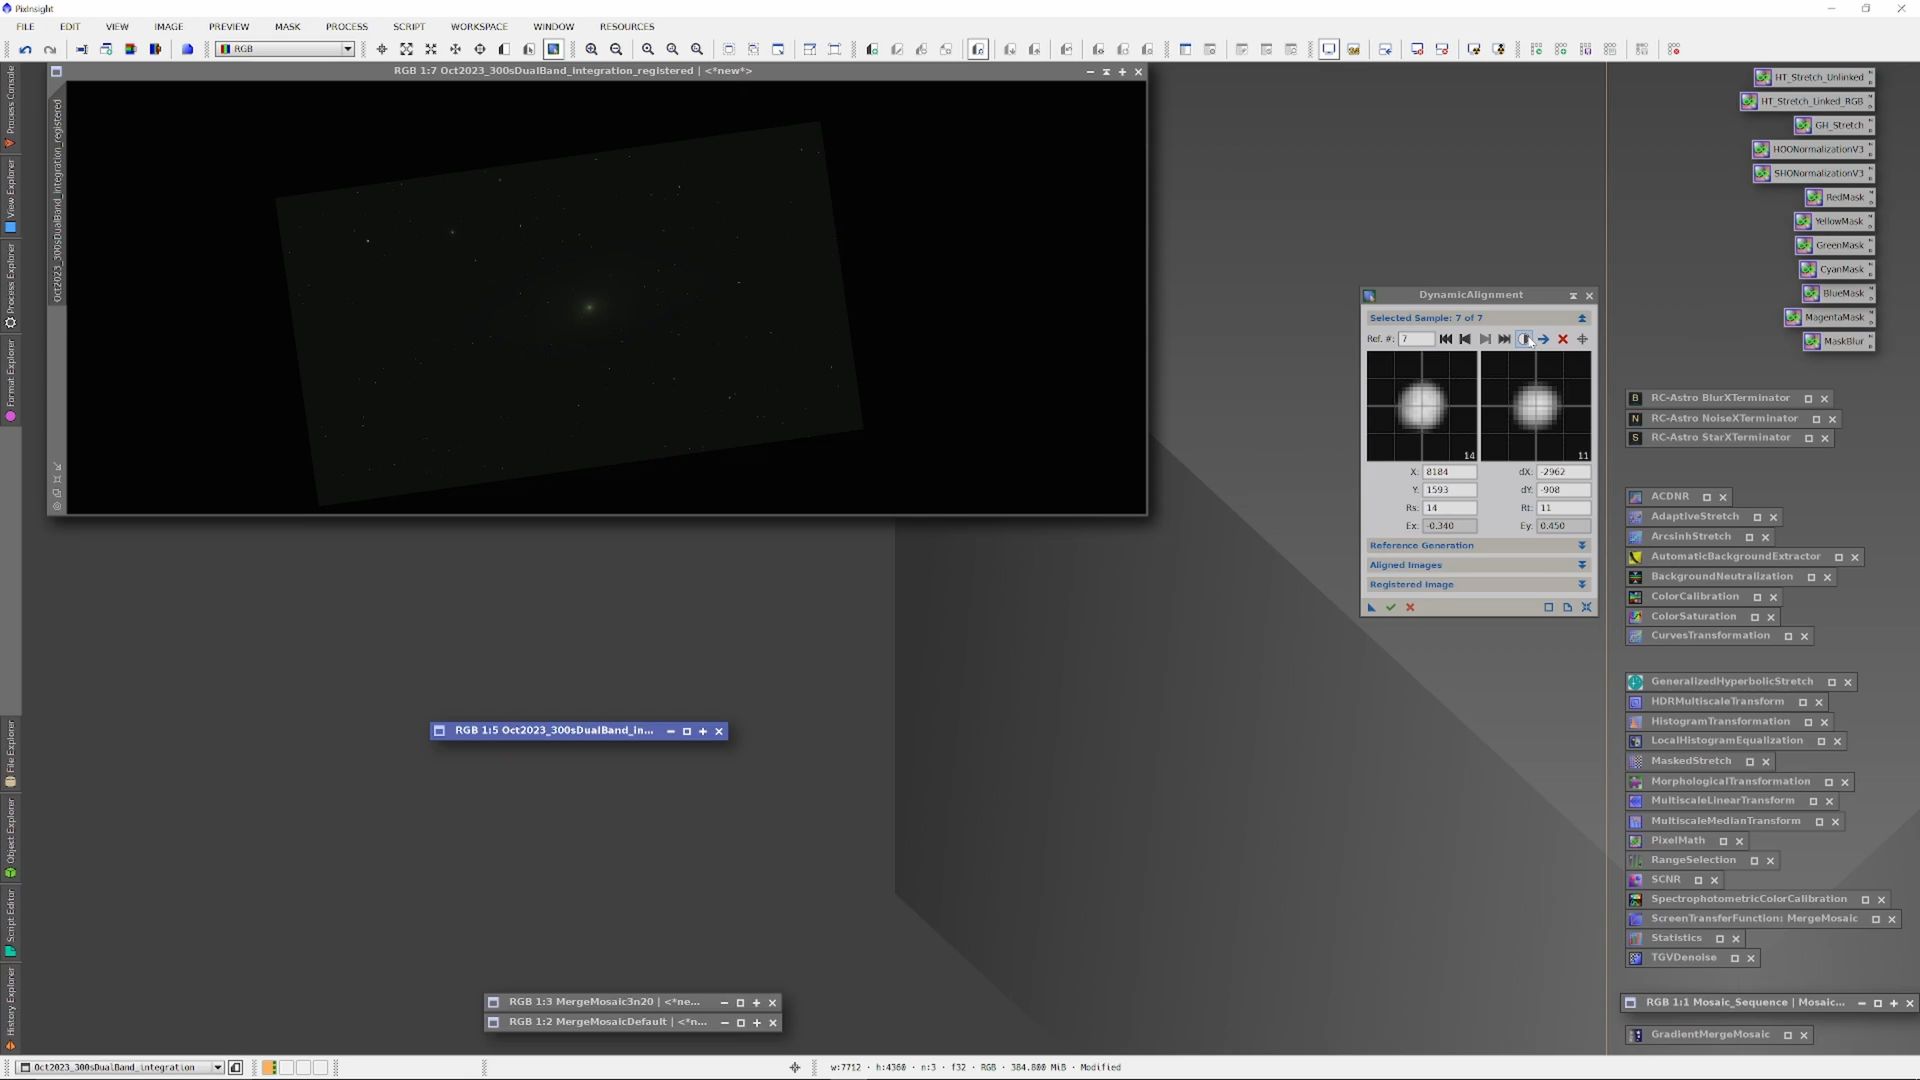 PixInsight
FILE EDIT VIEW IMAGE PREVIEW MASK PROCESS SCRIPT WORKSPACE WINDOW RESOURCES
RGB
RGB 1:7 Oct2023_300sDualBand_integration_registered | <*new*>
Oct2023_300sDualBand_integration_registered
Process Console
View Explorer
Process Explorer
Format Explorer
File Explorer
Object Explorer
Script Editor
History Explorer
HT_Stretch_Unlinked
HT_Stretch_Linked_RGB
GH_Stretch
HOONormalizationV3
SHONormalizationV3
RedMask
YellowMask
GreenMask
CyanMask
BlueMask
MagentaMask
MaskBlur
DynamicAlignment
Selected Sample: 7 of 7
Ref. #: 7
14 11
X: 8184 dX: -2962
Y: 1593 dY: -908
Rs: 14 Rt: 11
Ex: -0.340 Ey: 0.450
Reference Generation
Aligned Images
Registered Image
B RC-Astro BlurXTerminator
N RC-Astro NoiseXTerminator
S RC-Astro StarXTerminator
ACDNR
AdaptiveStretch
ArcsinhStretch
AutomaticBackgroundExtractor
BackgroundNeutralization
ColorCalibration
ColorSaturation
CurvesTransformation
GeneralizedHyperbolicStretch
HDRMultiscaleTransform
HistogramTransformation
LocalHistogramEqualization
MaskedStretch
MorphologicalTransformation
MultiscaleLinearTransform
MultiscaleMedianTransform
PixelMath
RangeSelection
SCNR
SpectrophotometricColorCalibration
ScreenTransferFunction: MergeMosaic
Statistics
TGVDenoise
RGB 1:5 Oct2023_300sDualBand_in...
RGB 1:3 MergeMosaic3n20 | <*ne...
RGB 1:2 MergeMosaicDefault | <*n...
RGB 1:1 Mosaic_Sequence | Mosaic...
GradientMergeMosaic
Oct2023_300sDualBand_integration
w:7712 · h:4360 · n:3 · f32 · RGB · 384.800 MiB · Modified